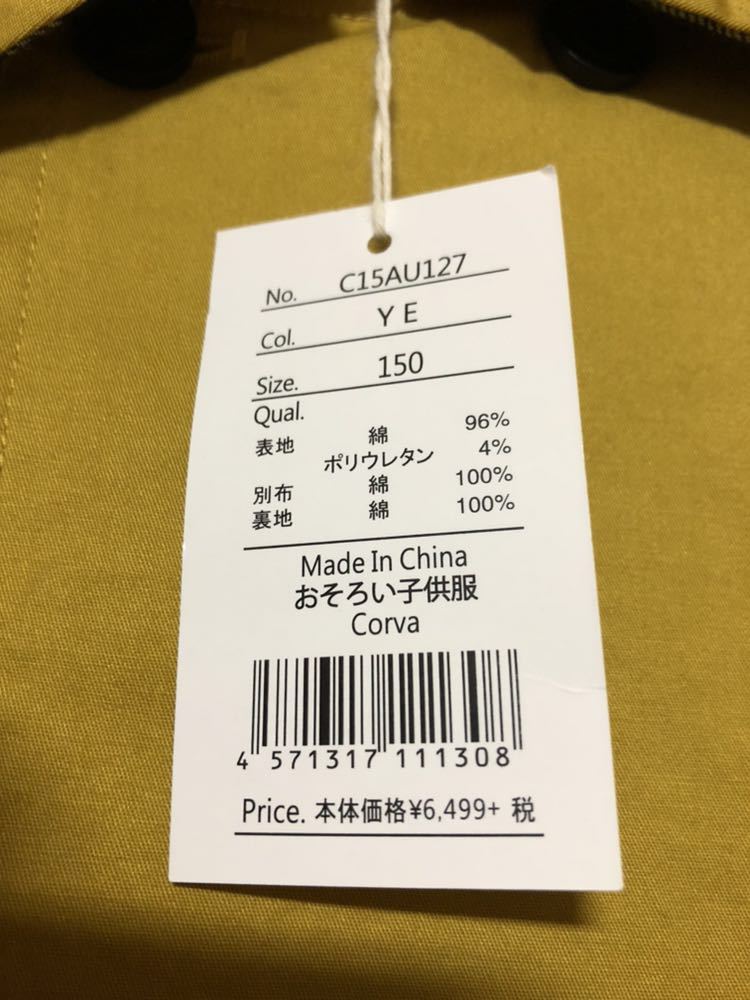 No. C15AU127
Col. Y E
Size. 150
Qual.
表地 綿 96%
ポリウレタン 4%
別布 綿 100%
裏地 綿 100%
Made In China
おそろい子供服
Corva
4 571317 111308
Price. 本体価格¥6,499+ 税